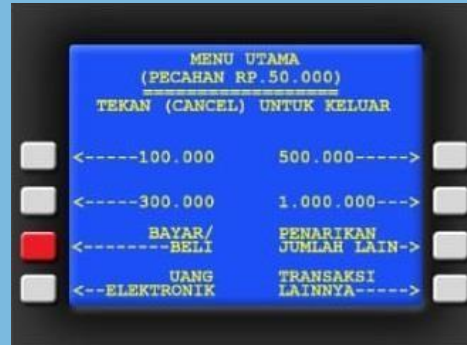 MENU UTAMA
(PECAHAN RP.50.000)
====================
TEKAN (CANCEL) UNTUK KELUAR
<-----100.000 500.000----->
<-----300.000 1.000.000--->
BAYAR/ PENARIKAN
<--------BELI JUMLAH LAIN->
UANG TRANSAKSI
<--ELEKTRONIK LAINNYA----->